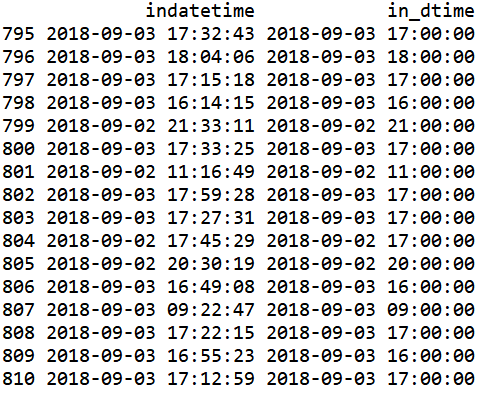 indatetime in_dtime
795 2018-09-03 17:32:43 2018-09-03 17:00:00
796 2018-09-03 18:04:06 2018-09-03 18:00:00
797 2018-09-03 17:15:18 2018-09-03 17:00:00
798 2018-09-03 16:14:15 2018-09-03 16:00:00
799 2018-09-02 21:33:11 2018-09-02 21:00:00
800 2018-09-03 17:33:25 2018-09-03 17:00:00
801 2018-09-02 11:16:49 2018-09-02 11:00:00
802 2018-09-03 17:59:28 2018-09-03 17:00:00
803 2018-09-03 17:27:31 2018-09-03 17:00:00
804 2018-09-02 17:45:29 2018-09-02 17:00:00
805 2018-09-02 20:30:19 2018-09-02 20:00:00
806 2018-09-03 16:49:08 2018-09-03 16:00:00
807 2018-09-03 09:22:47 2018-09-03 09:00:00
808 2018-09-03 17:22:15 2018-09-03 17:00:00
809 2018-09-03 16:55:23 2018-09-03 16:00:00
810 2018-09-03 17:12:59 2018-09-03 17:00:00